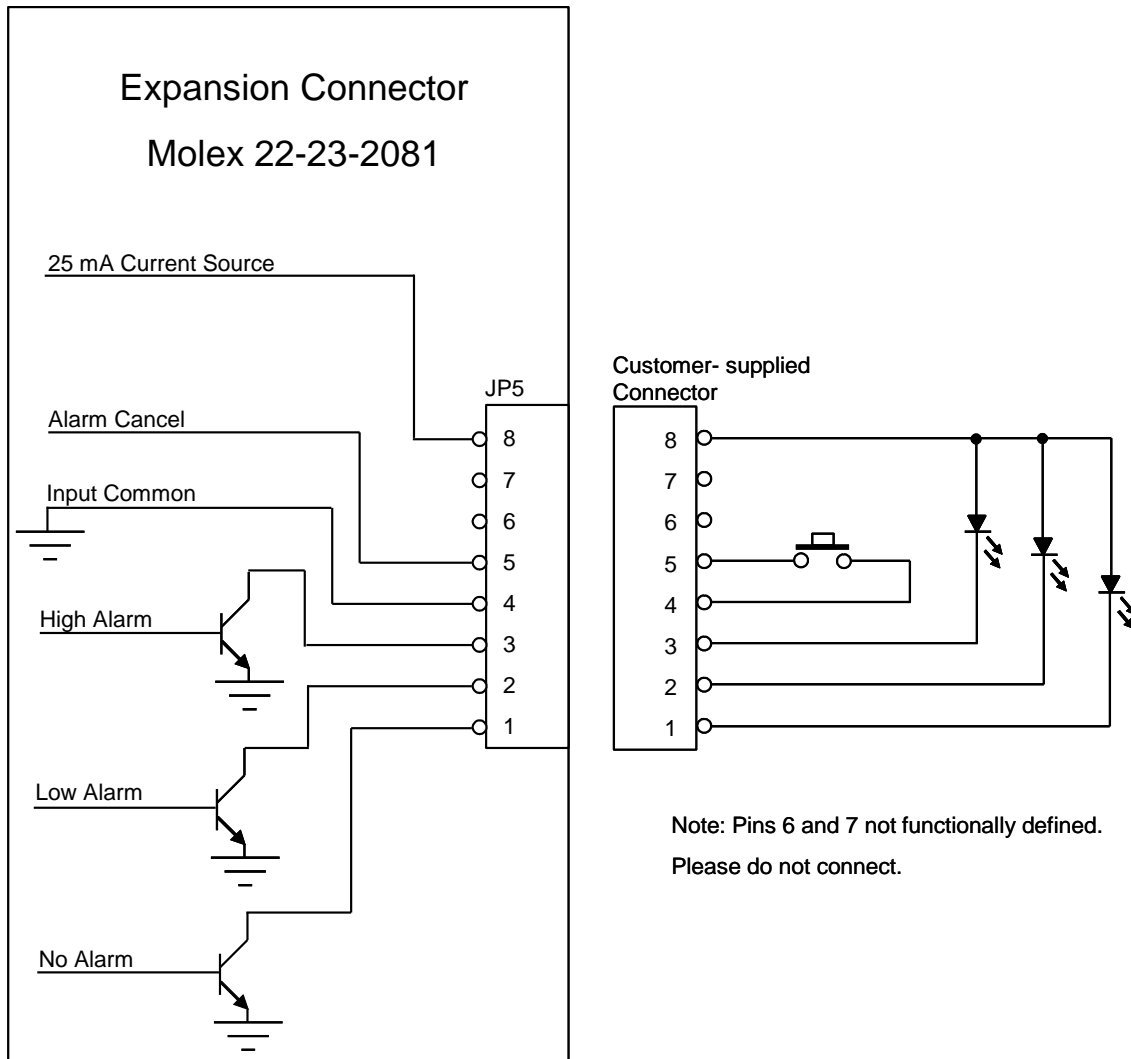 Expansion Connector
Molex 22-23-2081
25 mA Current Source
Alarm Cancel
Input Common
High Alarm
Low Alarm
No Alarm
JP5
8
7
6
5
4
3
2
1
Customer- supplied
Connector
8
7
6
5
4
3
2
1
Note: Pins 6 and 7 not functionally defined.
Please do not connect.